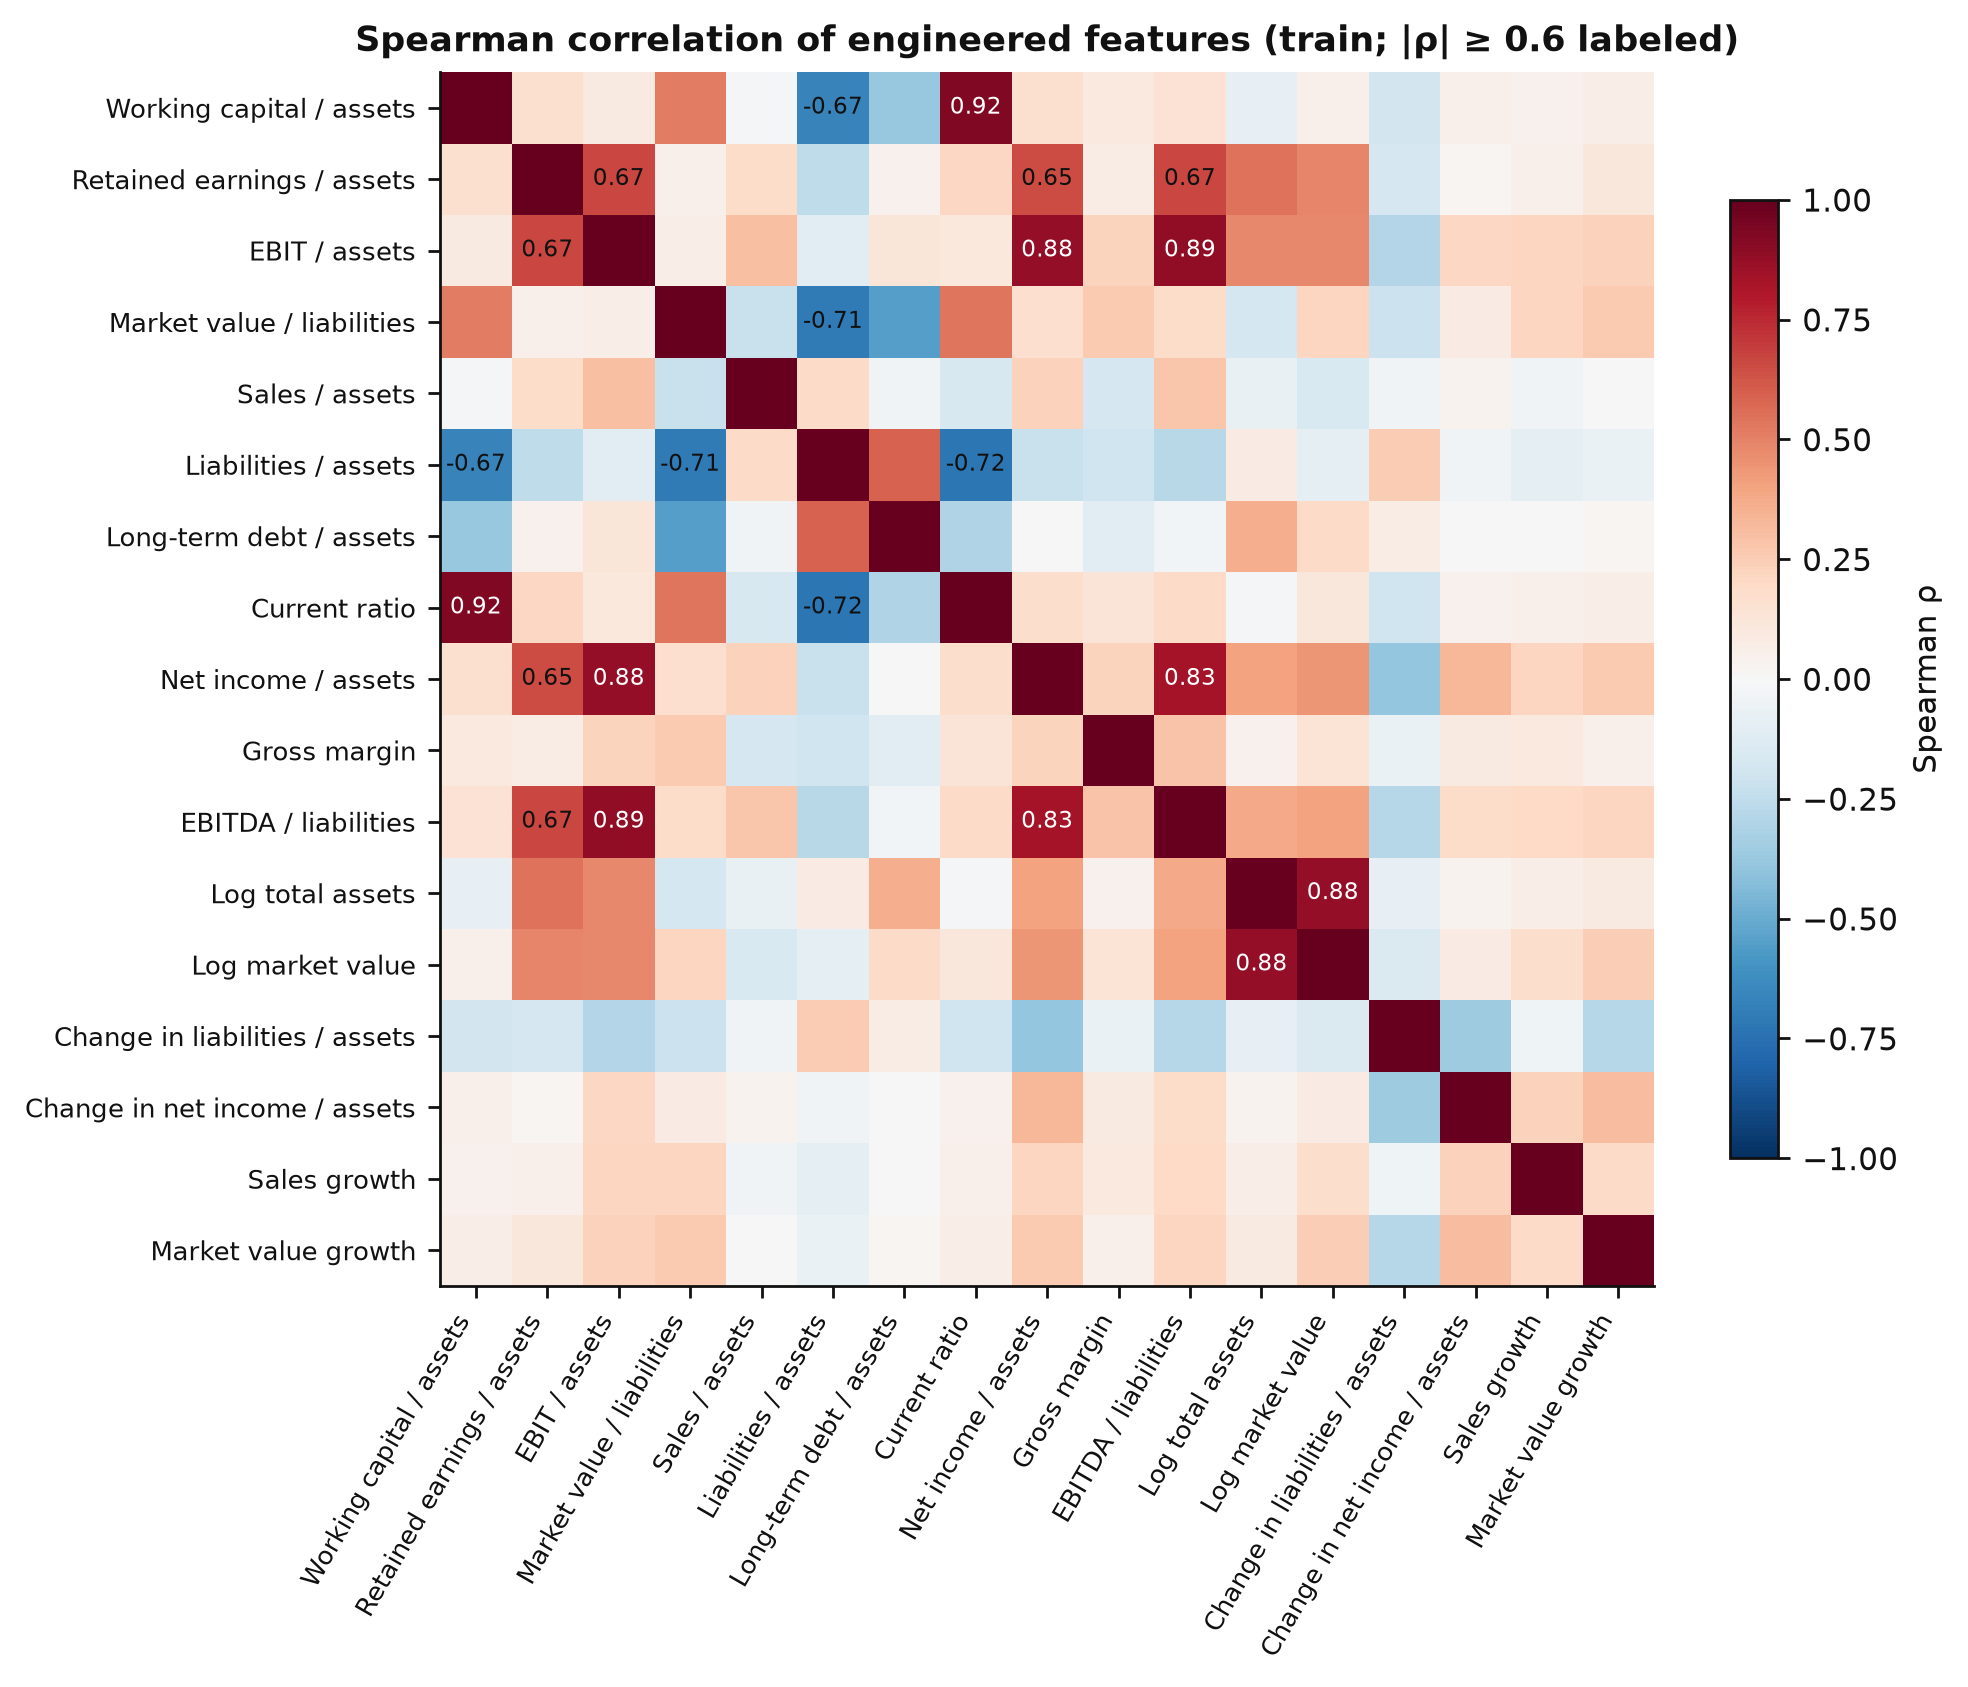 Spearman correlation of engineered features (train; |ρ| ≥ 0.6 labeled)
Working capital / assets
-0.67
0.92
Retained earnings / assets
0.67
0.65
0.67
EBIT / assets
0.67
0.88
0.89
Market value / liabilities
-0.71
Sales / assets
Liabilities / assets
-0.67
-0.71
-0.72
Long-term debt / assets
Current ratio
0.92
-0.72
Net income / assets
0.65
0.88
0.83
Gross margin
EBITDA / liabilities
0.67
0.89
0.83
Log total assets
0.88
Log market value
0.88
Change in liabilities / assets
Change in net income / assets
Sales growth
Market value growth
Working capital / assets
Retained earnings / assets
EBIT / assets
Market value / liabilities
Sales / assets
Liabilities / assets
Long-term debt / assets
Current ratio
Net income / assets
Gross margin
EBITDA / liabilities
Log total assets
Log market value
Change in liabilities / assets
Change in net income / assets
Sales growth
Market value growth
1.00
0.75
0.50
0.25
0.00
−0.25
−0.50
−0.75
−1.00
Spearman ρ